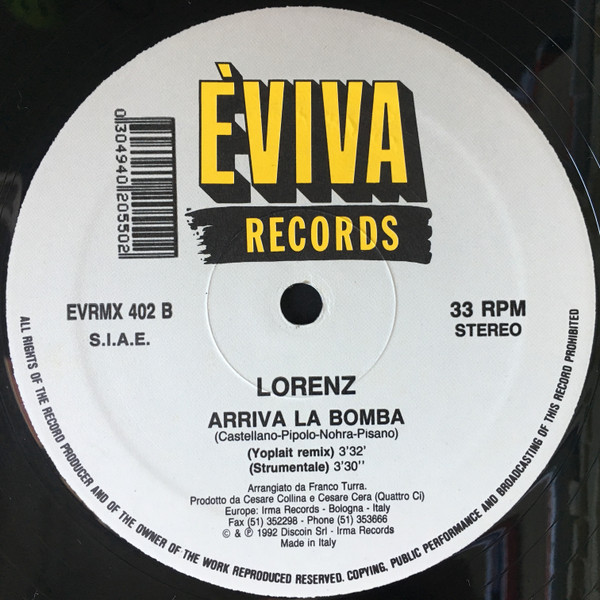 ÈVIVA
RECORDS
0304940 205502
EVRMX 402 B
S.I.A.E.
33 RPM
STEREO
LORENZ
ARRIVA LA BOMBA
(Castellano-Pipolo-Nohra-Pisano)
(Yoplait remix) 3'32'
(Strumentale) 3'30''
Arrangiato da Franco Turra.
Prodotto da Cesare Collina e Cesare Cera (Quattro Ci)
Europe: Irma Records - Bologna - Italy
Fax (51) 352298 - Phone (51) 353666
© & ℗ 1992 Discoin Srl - Irma Records
Made in Italy
ALL RIGHTS OF THE RECORD PRODUCER AND OF THE OWNER OF THE WORK REPRODUCED RESERVED. COPYING, PUBLIC PERFORMANCE AND BROADCASTING OF THIS RECORD PROHIBITED